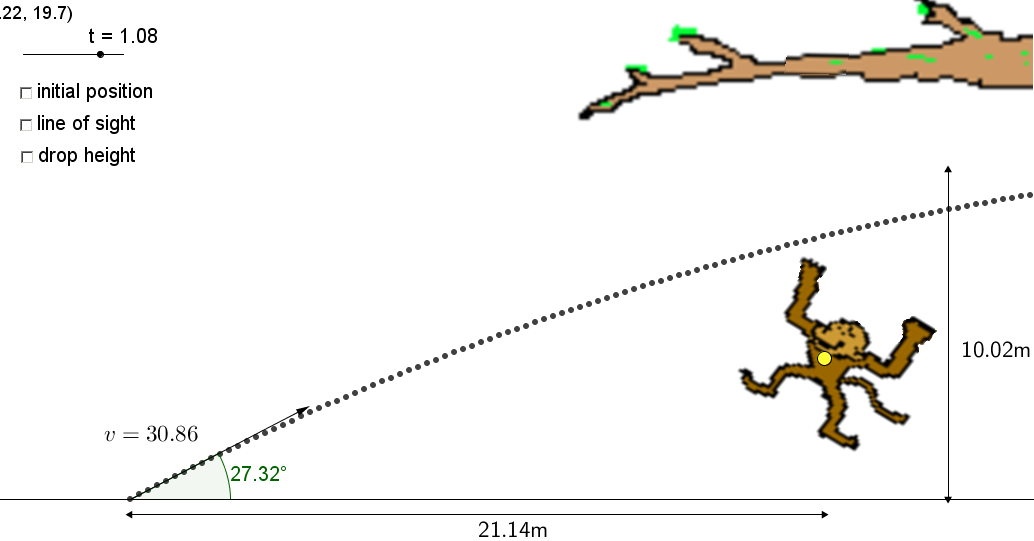 .22, 19.7)
t = 1.08
initial position
line of sight
drop height
10.02m
v = 30.86
27.32°
21.14m